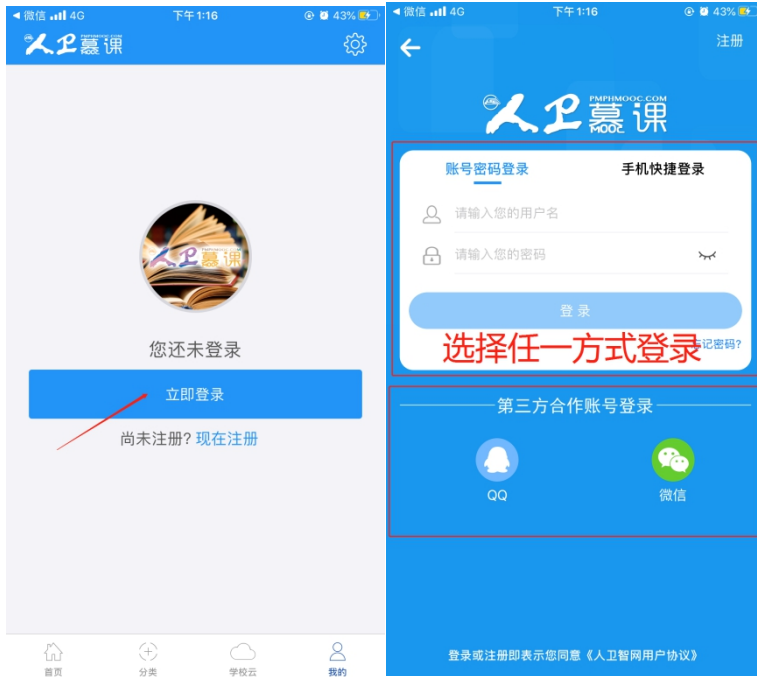 微信 4G 下午1:16 43%
人卫慕课
人卫慕课
您还未登录
立即登录
尚未注册? 现在注册
首页 分类 学校云 我的
微信 4G 下午1:16 43%
注册
PMPHMOOC.COM
人卫慕课
MOOC
账号密码登录 手机快捷登录
请输入您的用户名
请输入您的密码
登录
选择任一方式登录
记密码?
第三方合作账号登录
QQ 微信
登录或注册即表示您同意《人卫智网用户协议》